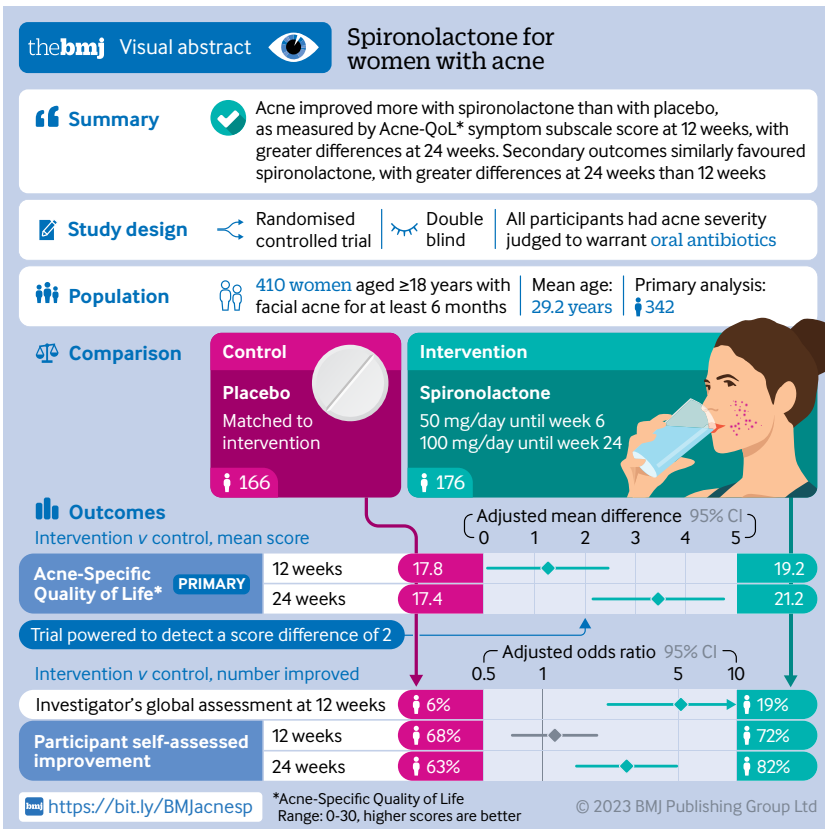 thebmj Visual abstract
Spironolactone for
women with acne
Summary
Acne improved more with spironolactone than with placebo,
as measured by Acne-QoL* symptom subscale score at 12 weeks, with
greater differences at 24 weeks. Secondary outcomes similarly favoured
spironolactone, with greater differences at 24 weeks than 12 weeks
Study design
Randomised
controlled trial
Double
blind
All participants had acne severity
judged to warrant oral antibiotics
Population
410 women aged ≥18 years with
facial acne for at least 6 months
Mean age:
29.2 years
Primary analysis:
342
Comparison
Control
Placebo
Matched to
intervention
166
Intervention
Spironolactone
50 mg/day until week 6
100 mg/day until week 24
176
Outcomes
Intervention v control, mean score
Adjusted mean difference 95% CI
0 1 2 3 4 5
Acne-Specific
Quality of Life*
PRIMARY
12 weeks 17.8 19.2
24 weeks 17.4 21.2
Trial powered to detect a score difference of 2
Intervention v control, number improved
Adjusted odds ratio 95% CI
0.5 1 5 10
Investigator's global assessment at 12 weeks 6% 19%
Participant self-assessed
improvement
12 weeks 68% 72%
24 weeks 63% 82%
bmj https://bit.ly/BMJacnesp
*Acne-Specific Quality of Life
Range: 0-30, higher scores are better
© 2023 BMJ Publishing Group Ltd